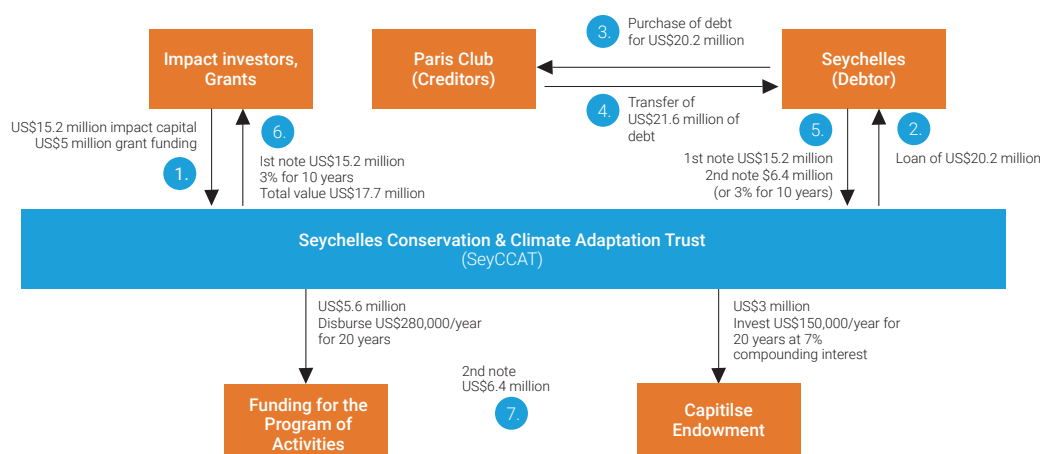 Impact investors,
Grants
Paris Club
(Creditors)
3.
Purchase of debt
for US$20.2 million
Seychelles
(Debtor)
4.
Transfer of
US$21.6 million of
debt
US$15.2 million impact capital
US$5 million grant funding
1.
6.
Ist note US$15.2 million
3% for 10 years
Total value US$17.7 million
5.
1st note US$15.2 million
2nd note $6.4 million
(or 3% for 10 years)
2.
Loan of US$20.2 million
Seychelles Conservation & Climate Adaptation Trust
(SeyCCAT)
US$5.6 million
Disburse US$280,000/year
for 20 years
US$3 million
Invest US$150,000/year for
20 years at 7%
compounding interest
2nd note
US$6.4 million
7.
Funding for the
Program of
Activities
Capitilse
Endowment